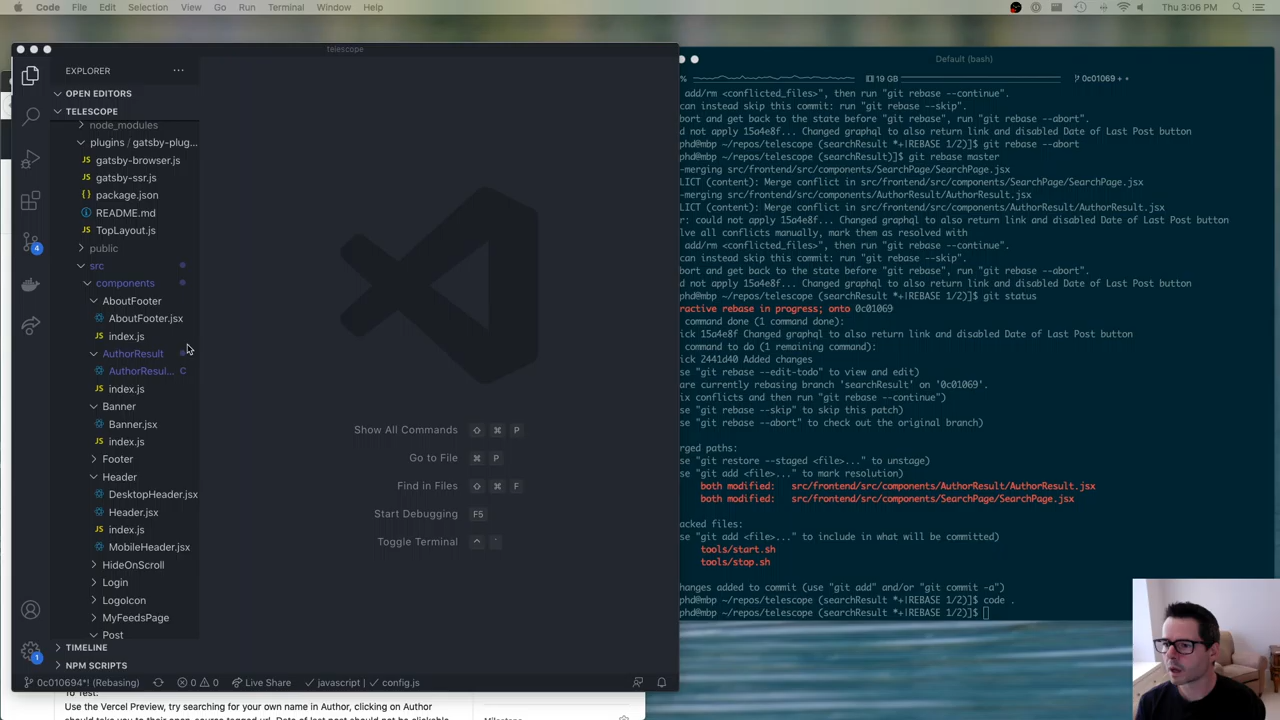 Code File Edit Selection View Go Run Terminal Window Help
Thu 3:06 PM
telescope
EXPLORER
OPEN EDITORS
TELESCOPE
node_modules
plugins / gatsby-plug...
gatsby-browser.js
gatsby-ssr.js
package.json
README.md
TopLayout.js
public
src
components
AboutFooter
AboutFooter.jsx
index.js
AuthorResult
AuthorResul... C
index.js
Banner
Banner.jsx
index.js
Footer
Header
DesktopHeader.jsx
Header.jsx
index.js
MobileHeader.jsx
HideOnScroll
Login
LogoIcon
MyFeedsPage
Post
TIMELINE
NPM SCRIPTS
4
1
Show All Commands ⇧ ⌘ P
Go to File ⌘ P
Find in Files ⇧ ⌘ F
Start Debugging F5
Toggle Terminal ^ `
0c010694*! (Rebasing) 0 0 Live Share javascript config.js
To Test:
Use the Vercel Preview, try searching for your own name in Author, clicking on Author
Milestone
Default (bash)
% 19 GB 0c01069 + •
add/rm <conflicted_files>", then run "git rebase --continue".
can instead skip this commit: run "git rebase --skip".
bort and get back to the state before "git rebase", run "git rebase --abort".
d not apply 15a4e8f... Changed graphql to also return link and disabled Date of Last Post button
phd@mbp ~/repos/telescope (searchResult *+|REBASE 1/2)]$ git rebase --abort
phd@mbp ~/repos/telescope (searchResult)]$ git rebase master
-merging src/frontend/src/components/SearchPage/SearchPage.jsx
LICT (content): Merge conflict in src/frontend/src/components/SearchPage/SearchPage.jsx
-merging src/frontend/src/components/AuthorResult/AuthorResult.jsx
LICT (content): Merge conflict in src/frontend/src/components/AuthorResult/AuthorResult.jsx
r: could not apply 15a4e8f... Changed graphql to also return link and disabled Date of Last Post button
lve all conflicts manually, mark them as resolved with
add/rm <conflicted_files>", then run "git rebase --continue".
can instead skip this commit: run "git rebase --skip".
bort and get back to the state before "git rebase", run "git rebase --abort".
d not apply 15a4e8f... Changed graphql to also return link and disabled Date of Last Post button
phd@mbp ~/repos/telescope (searchResult *+|REBASE 1/2)]$ git status
ractive rebase in progress; onto 0c01069
command done (1 command done):
ick 15a4e8f Changed graphql to also return link and disabled Date of Last Post button
command to do (1 remaining command):
ick 2441d40 Added changes
se "git rebase --edit-todo" to view and edit)
are currently rebasing branch 'searchResult' on '0c01069'.
ix conflicts and then run "git rebase --continue")
se "git rebase --skip" to skip this patch)
se "git rebase --abort" to check out the original branch)
rged paths:
se "git restore --staged <file>..." to unstage)
se "git add <file>..." to mark resolution)
both modified: src/frontend/src/components/AuthorResult/AuthorResult.jsx
both modified: src/frontend/src/components/SearchPage/SearchPage.jsx
acked files:
se "git add <file>..." to include in what will be committed)
tools/start.sh
tools/stop.sh
hanges added to commit (use "git add" and/or "git commit -a")
phd@mbp ~/repos/telescope (searchResult *+|REBASE 1/2)]$ code .
phd@mbp ~/repos/telescope (searchResult *+|REBASE 1/2)]$